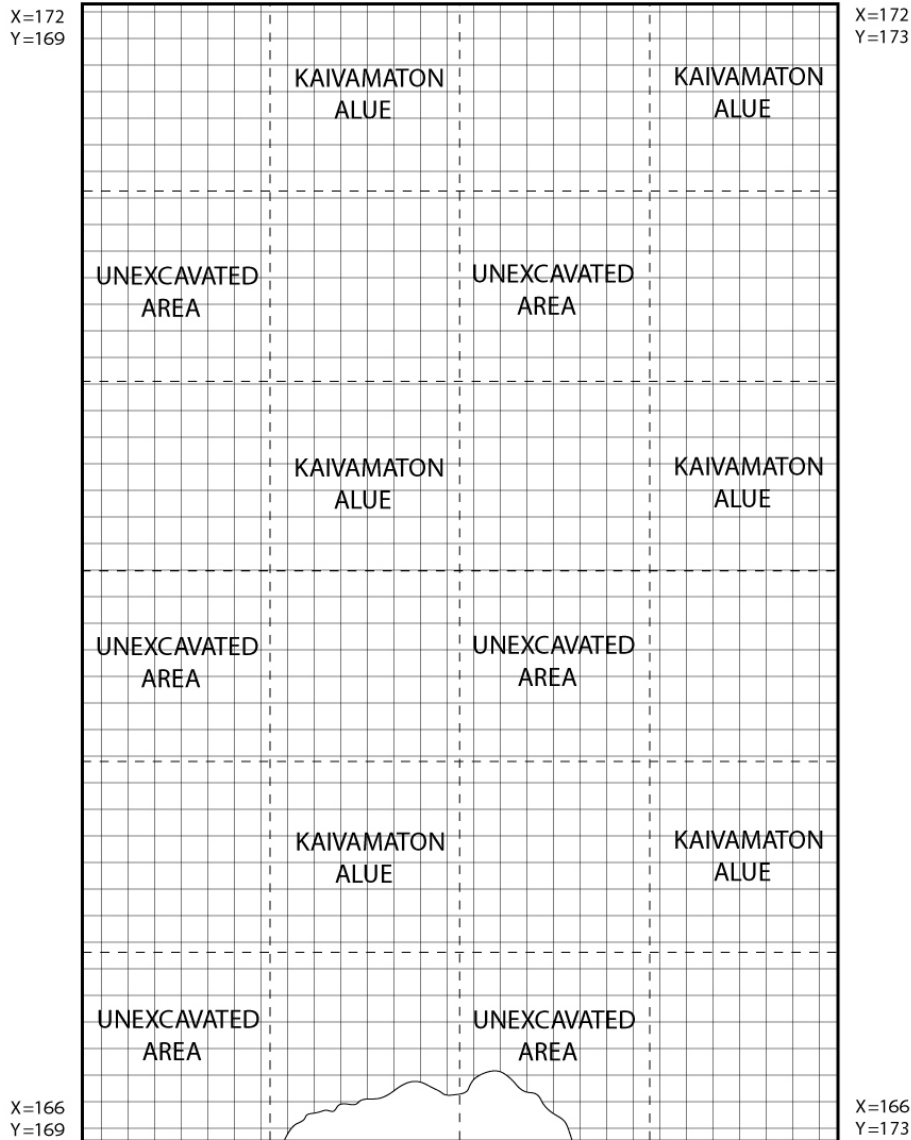 X=172
Y=169
X=172
Y=173
KAIVAMATON
ALUE
KAIVAMATON
ALUE
UNEXCAVATED
AREA
UNEXCAVATED
AREA
KAIVAMATON
ALUE
KAIVAMATON
ALUE
UNEXCAVATED
AREA
UNEXCAVATED
AREA
KAIVAMATON
ALUE
KAIVAMATON
ALUE
UNEXCAVATED
AREA
UNEXCAVATED
AREA
X=166
Y=169
X=166
Y=173